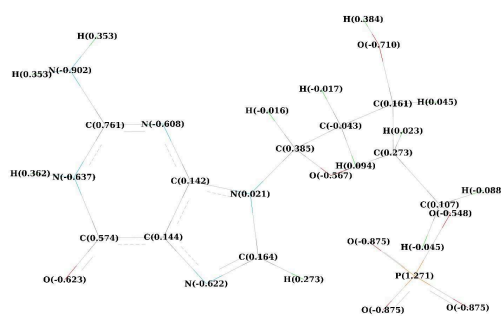 H(0.384)
H(0.353)
O(-0.710)
H(0.353)
N(-0.902)
H(-0.017)
C(0.161)
H(0.045)
H(-0.016)
C(0.761)
N(-0.608)
C(-0.043)
H(0.023)
C(0.385)
C(0.273)
H(0.094)
H(0.362)
N(-0.637)
O(-0.567)
C(0.142)
N(0.021)
H(-0.088
C(0.107)
O(-0.548)
C(0.574)
C(0.144)
O(-0.875)
H(-0.045)
C(0.164)
O(-0.623)
N(-0.622)
H(0.273)
P(1.271)
O(-0.875)
O(-0.875)